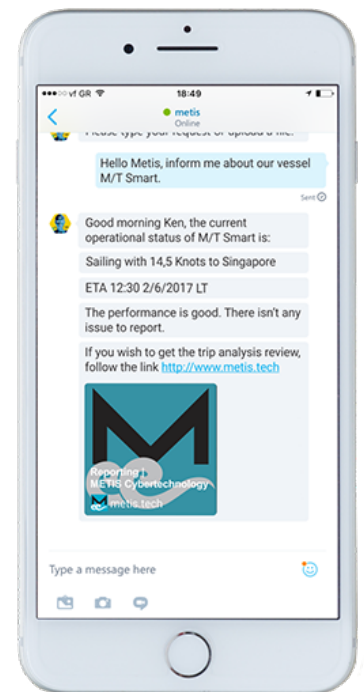 vf GR 18:49
metis
Online
Please type your request or upload a file.
Hello Metis, inform me about our vessel
M/T Smart.
Sent
Good morning Ken, the current
operational status of M/T Smart is:
Sailing with 14,5 Knots to Singapore
ETA 12:30 2/6/2017 LT
The performance is good. There isn't any
issue to report.
If you wish to get the trip analysis review,
follow the link http://www.metis.tech
M
Reporting |
METIS Cybertechnology
metis.tech
Type a message here